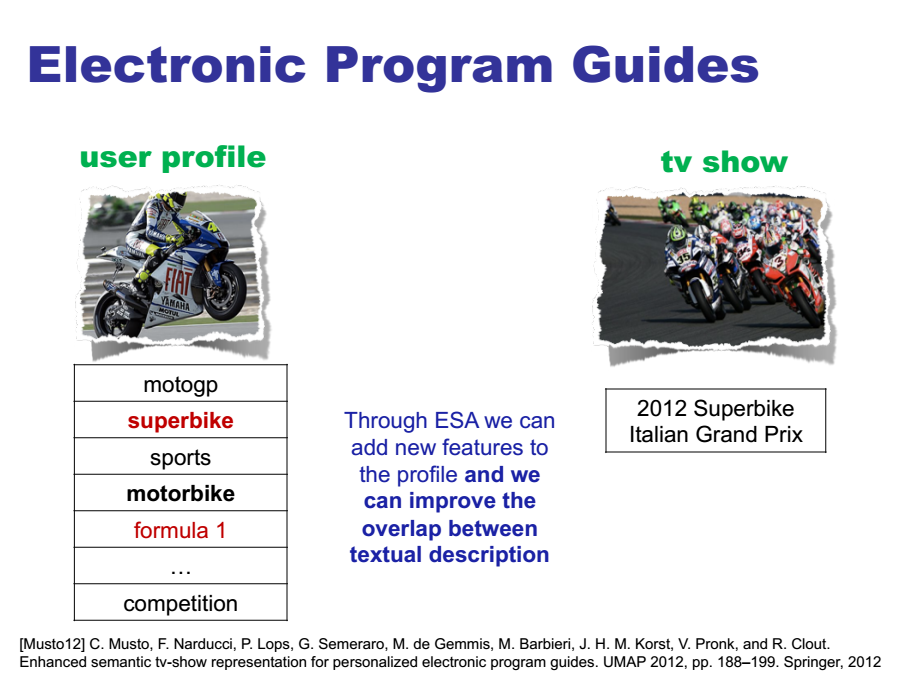 Electronic Program Guides
user profile
tv show
FIAT
YAMAHA
MOTUL
motogp
superbike
sports
motorbike
formula 1
…
competition
Through ESA we can
add new features to
the profile and we
can improve the
overlap between
textual description
2012 Superbike
Italian Grand Prix
[Musto12] C. Musto, F. Narducci, P. Lops, G. Semeraro, M. de Gemmis, M. Barbieri, J. H. M. Korst, V. Pronk, and R. Clout.
Enhanced semantic tv-show representation for personalized electronic program guides. UMAP 2012, pp. 188–199. Springer, 2012